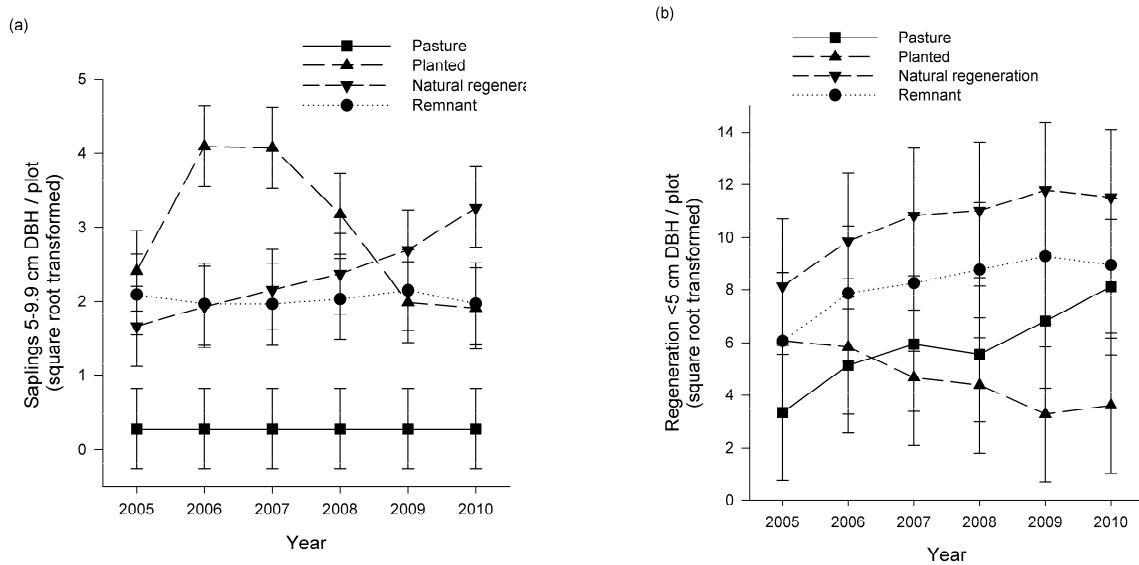 (a)
Pasture
Planted
Natural regenera
Remnant
Saplings 5-9.9 cm DBH / plot
(square root transformed)
5
4
3
2
1
0
2005 2006 2007 2008 2009 2010
Year
(b)
Pasture
Planted
Natural regeneration
Remnant
Regeneration <5 cm DBH / plot
(square root transformed)
14
12
10
8
6
4
2
0
2005 2006 2007 2008 2009 2010
Year